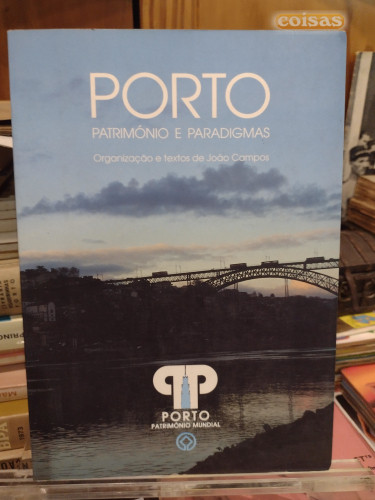 coisas
PORTO
PATRIMÓNIO E PARADIGMAS
Organização e textos de João Campos
PORTO
PATRIMÓNIO MUNDIAL